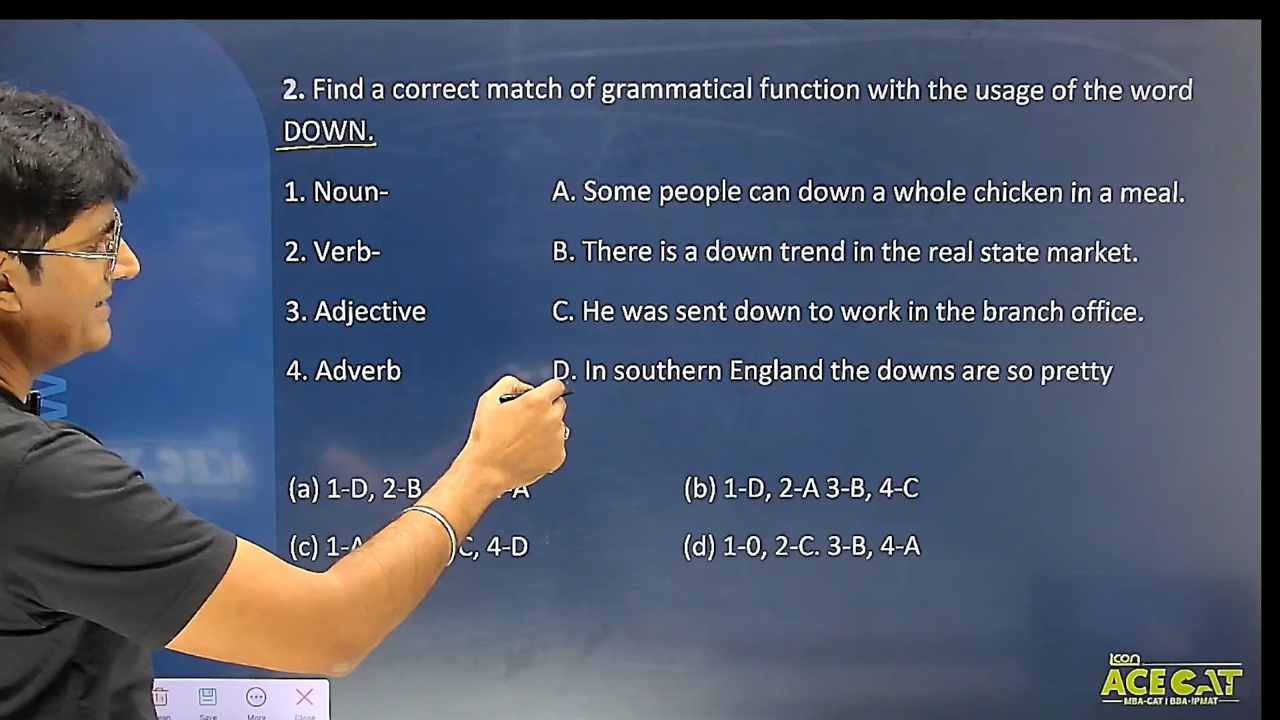 2. Find a correct match of grammatical function with the usage of the word
DOWN.
1. Noun- A. Some people can down a whole chicken in a meal.
2. Verb- B. There is a down trend in the real state market.
3. Adjective C. He was sent down to work in the branch office.
4. Adverb D. In southern England the downs are so pretty
(a) 1-D, 2-B A (b) 1-D, 2-A 3-B, 4-C
(c) 1-A C, 4-D (d) 1-0, 2-C. 3-B, 4-A
Save More Close
Icon
ACE CAT
MBA-CAT | BBA-IPMAT